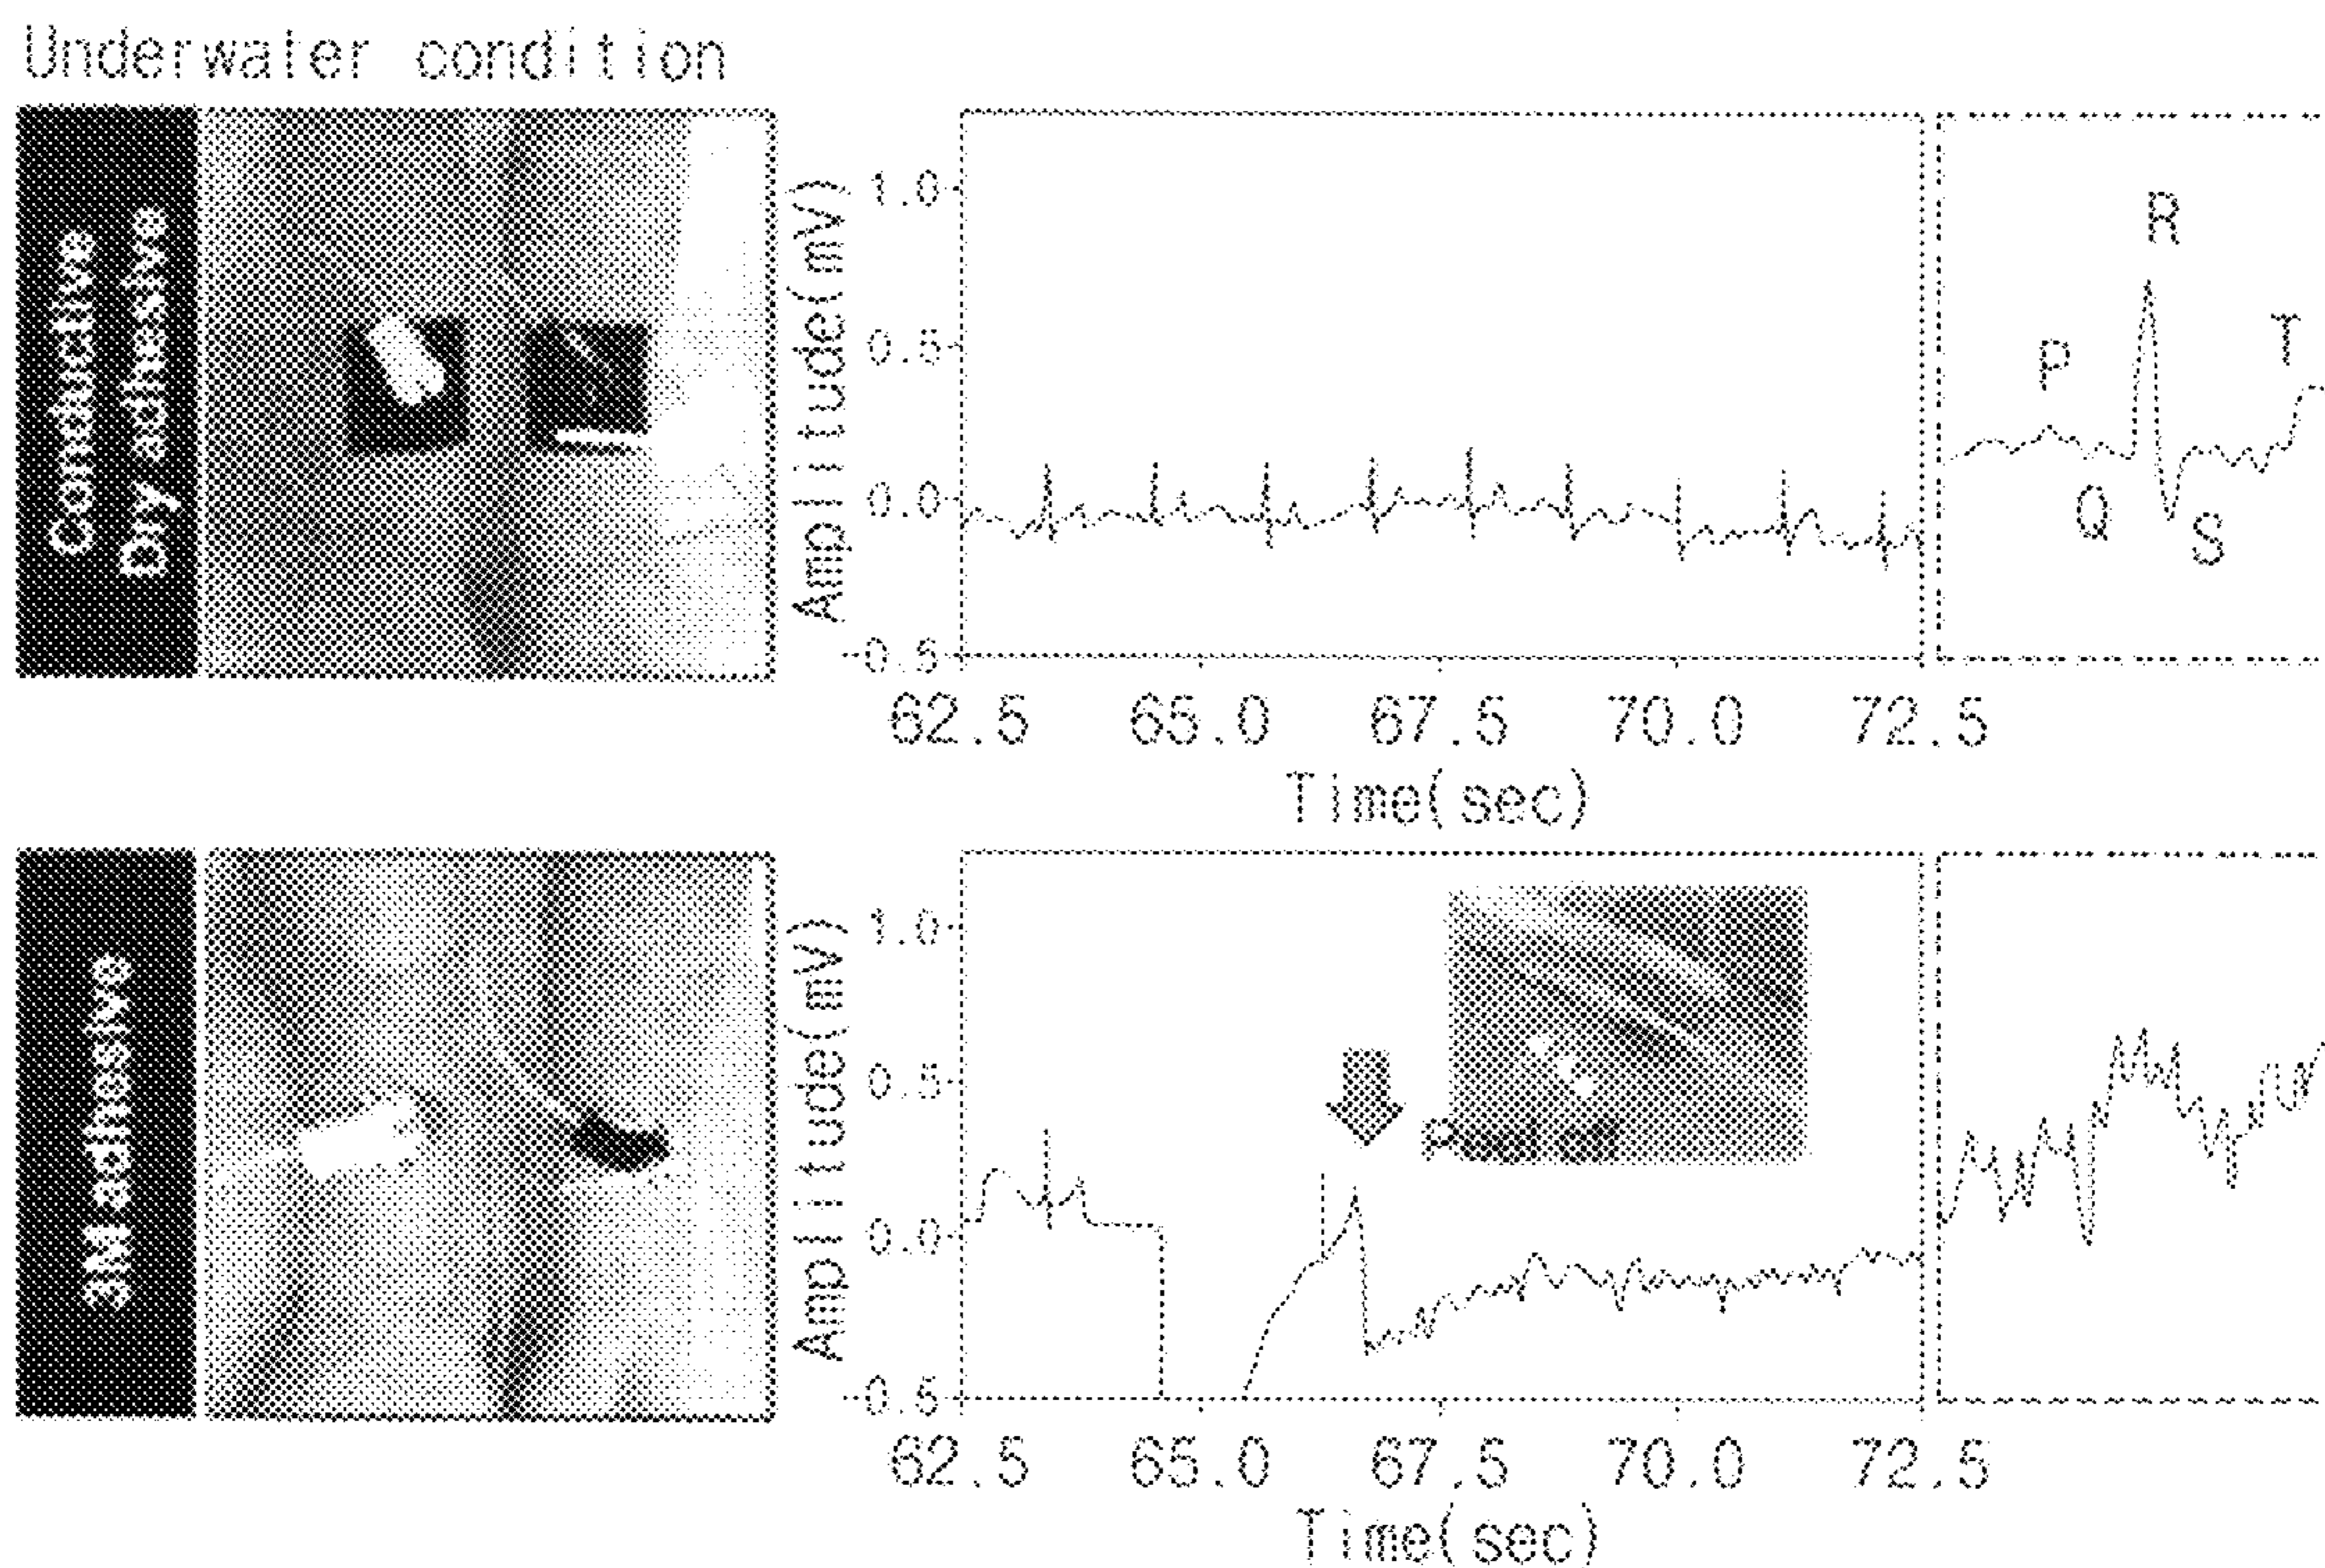 Underwater condition
Conductive
Dry adhesive
Amplitude(mV)
1.0
0.5
0.0
-0.5
62.5 65.0 67.5 70.0 72.5
Time(sec)
P
Q
R
S
T
3M adhesive
Amplitude(mV)
1.0
0.5
0.0
-0.5
62.5 65.0 67.5 70.0 72.5
Time(sec)